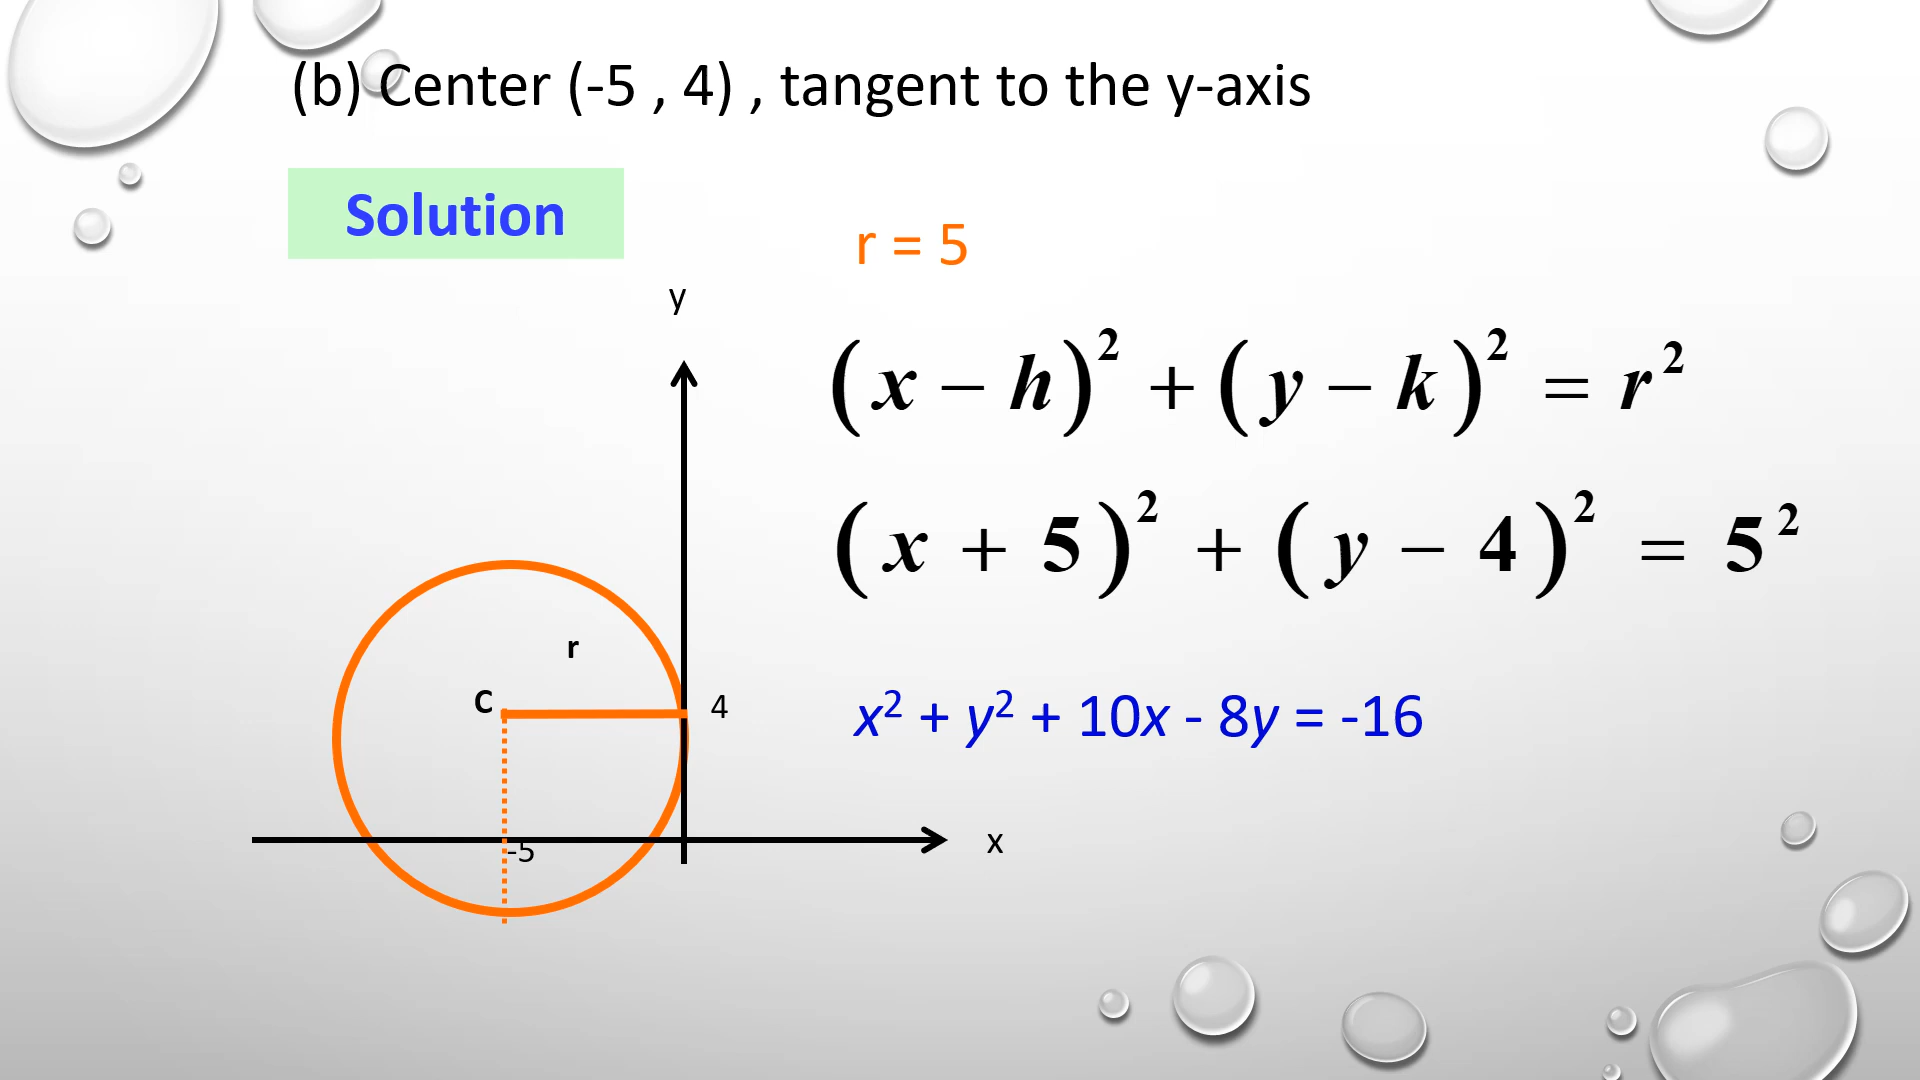 (b) Center (-5 , 4) , tangent to the y-axis
Solution
r = 5
y
(x − h)² + (y − k)² = r²
(x + 5)² + (y − 4)² = 5²
r
C
4
x² + y² + 10x - 8y = -16
x
-5